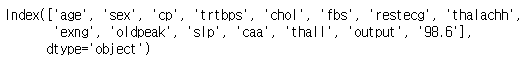 Index(['age', 'sex', 'cp', 'trtbps', 'chol', 'fbs', 'restecg', 'thalachh',
'exng', 'oldpeak', 'slp', 'caa', 'thall', 'output', '98.6'],
dtype='object')